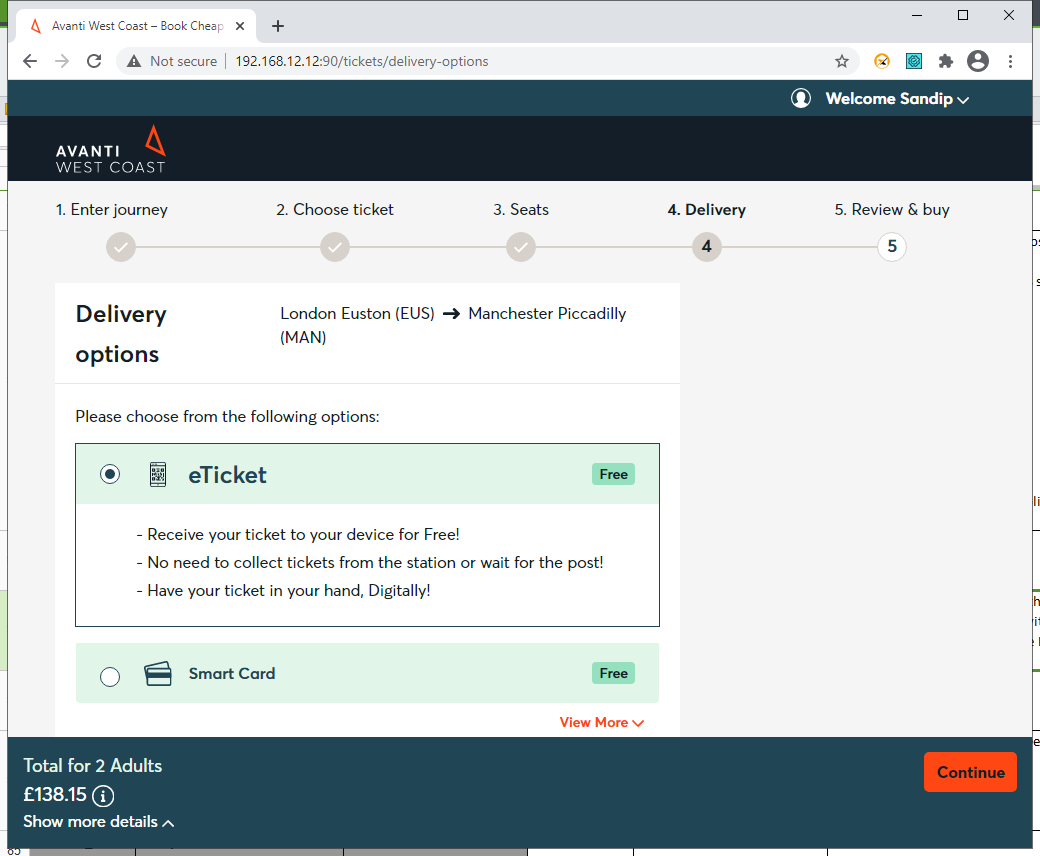 Avanti West Coast – Book Cheap
Not secure
192.168.12.12:90/tickets/delivery-options
Welcome Sandip
AVANTI
WEST COAST
1. Enter journey
2. Choose ticket
3. Seats
4. Delivery
5. Review & buy
4
5
Delivery
options
London Euston (EUS) → Manchester Piccadilly
(MAN)
Please choose from the following options:
eTicket
Free
- Receive your ticket to your device for Free!
- No need to collect tickets from the station or wait for the post!
- Have your ticket in your hand, Digitally!
Smart Card
Free
View More
Total for 2 Adults
£138.15
Show more details
Continue